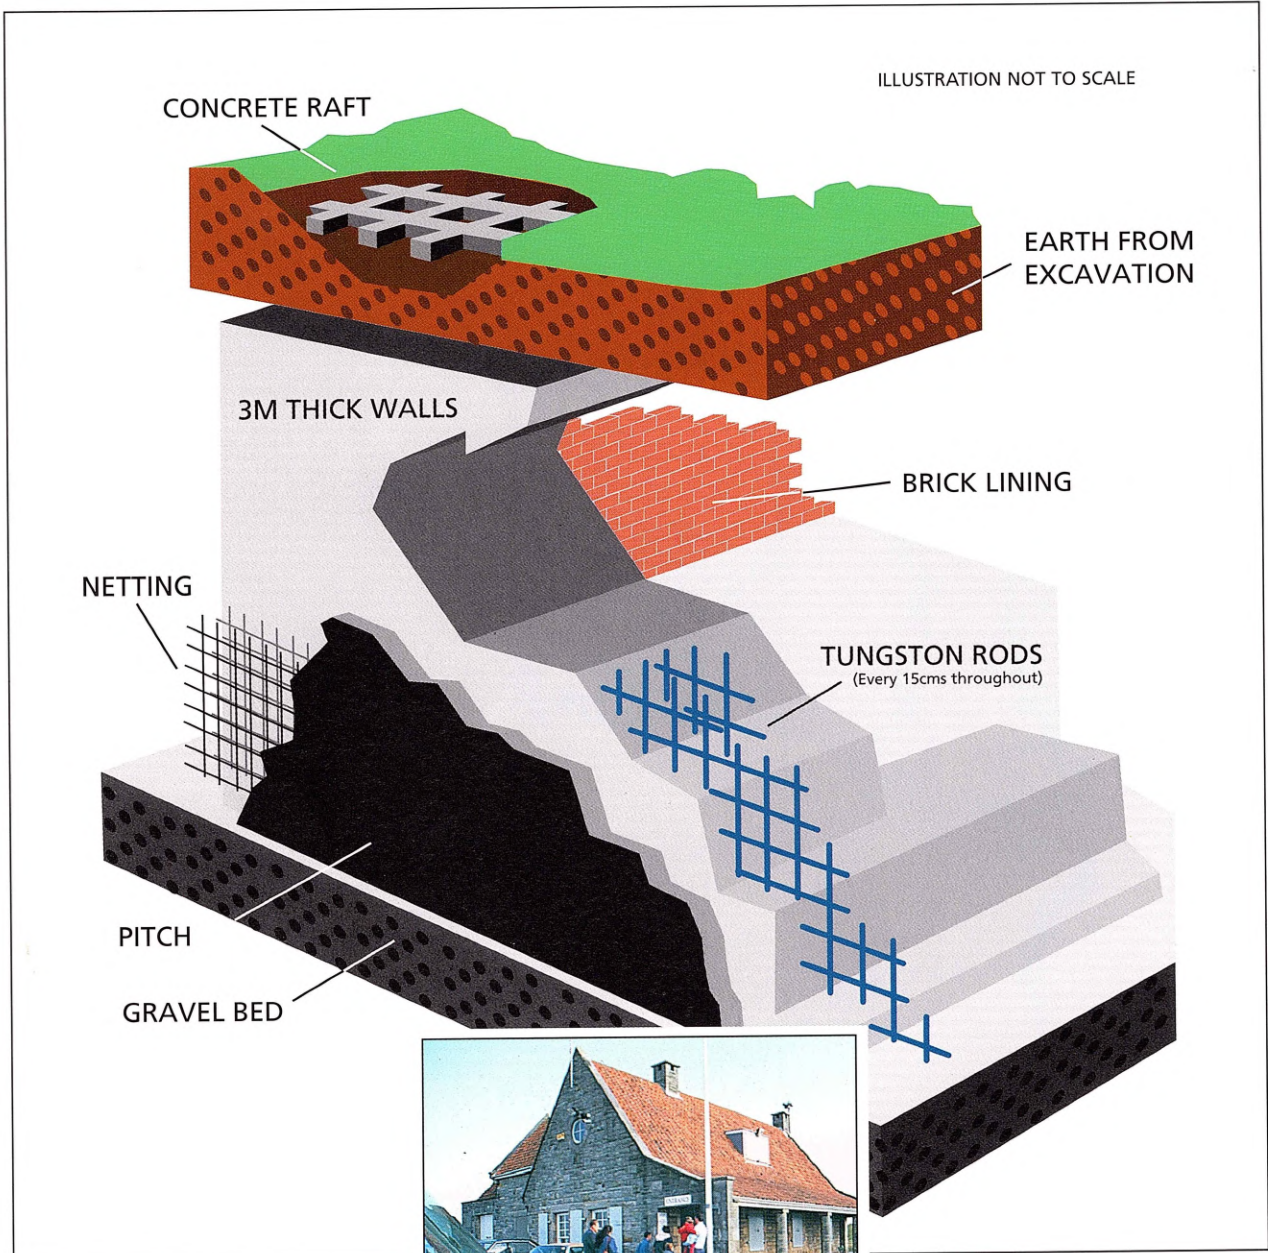 ILLUSTRATION NOT TO SCALE
CONCRETE RAFT
EARTH FROM
EXCAVATION
3M THICK WALLS
BRICK LINING
NETTING
TUNGSTON RODS
(Every 15cms throughout)
PITCH
GRAVEL BED
ENTRANCE